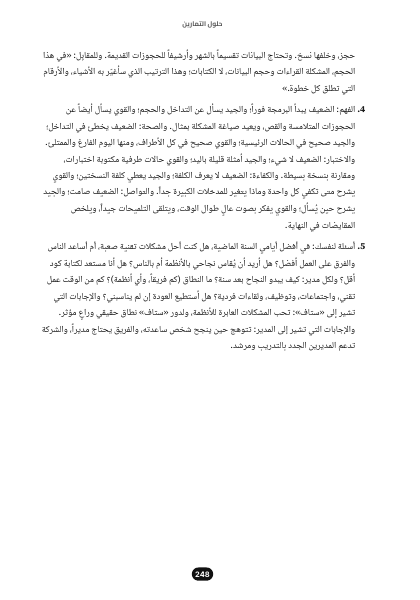 حلول التمارين
حجز، وخلفها نسخ. وتحتاج البيانات تقسيماً بالشهر وأرشيفاً للحجوزات القديمة. وللمقابِل: «في هذا
الحجم، المشكلة القراءات وحجم البيانات، لا الكتابات؛ وهذا الترتيب الذي سأغيّر به الأشياء، والأرقام
التي تطلق كل خطوة.»
4. الفهم: الضعيف يبدأ البرمجة فوراً؛ والجيد يسأل عن التداخل والحجم؛ والقوي يسأل أيضاً عن
الحجوزات المتلامسة والقص، ويعيد صياغة المشكلة بمثال. والصحة: الضعيف يخطئ في التداخل؛
والجيد صحيح في الحالات الرئيسية؛ والقوي صحيح في كل الأطراف، ومنها اليوم الفارغ والممتلئ.
والاختبار: الضعيف لا شيء؛ والجيد أمثلة قليلة باليد؛ والقوي حالات طرفية مكتوبة اختبارات،
ومقارنة بنسخة بسيطة. والكفاءة: الضعيف لا يعرف الكلفة؛ والجيد يعطي كلفة النسختين؛ والقوي
يشرح متى تكفي كل واحدة وماذا يتغير للمدخلات الكبيرة جداً. والتواصل: الضعيف صامت؛ والجيد
يشرح حين يُسأل؛ والقوي يفكر بصوت عالٍ طوال الوقت، ويتلقى التلميحات جيداً، ويلخص
المقايضات في النهاية.
5. أسئلة لنفسك: في أفضل أيامي السنة الماضية، هل كنت أحل مشكلات تقنية صعبة، أم أساعد الناس
والفرق على العمل أفضل؟ هل أريد أن يُقاس نجاحي بالأنظمة أم بالناس؟ هل أنا مستعد لكتابة كود
أقل؟ ولكل مدير: كيف يبدو النجاح بعد سنة؟ ما النطاق (كم فريقاً، وأي أنظمة)؟ كم من الوقت عمل
تقني، واجتماعات، وتوظيف، ولقاءات فردية؟ هل أستطيع العودة إن لم يناسبني؟ والإجابات التي
تشير إلى «ستاف»: تحب المشكلات العابرة للأنظمة، ولدور «ستاف» نطاق حقيقي وراعٍ مؤثر.
والإجابات التي تشير إلى المدير: تتوهج حين ينجح شخص ساعدته، والفريق يحتاج مديراً، والشركة
تدعم المديرين الجدد بالتدريب ومرشد.
248